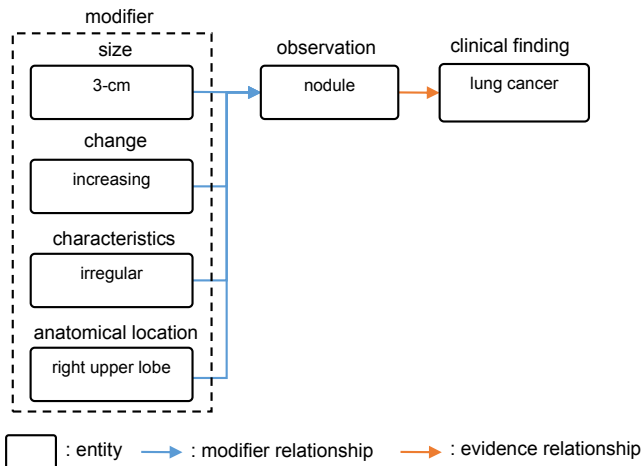 modifier
size
3-cm
change
increasing
characteristics
irregular
anatomical location
right upper lobe
observation
nodule
clinical finding
lung cancer
: entity
: modifier relationship
: evidence relationship